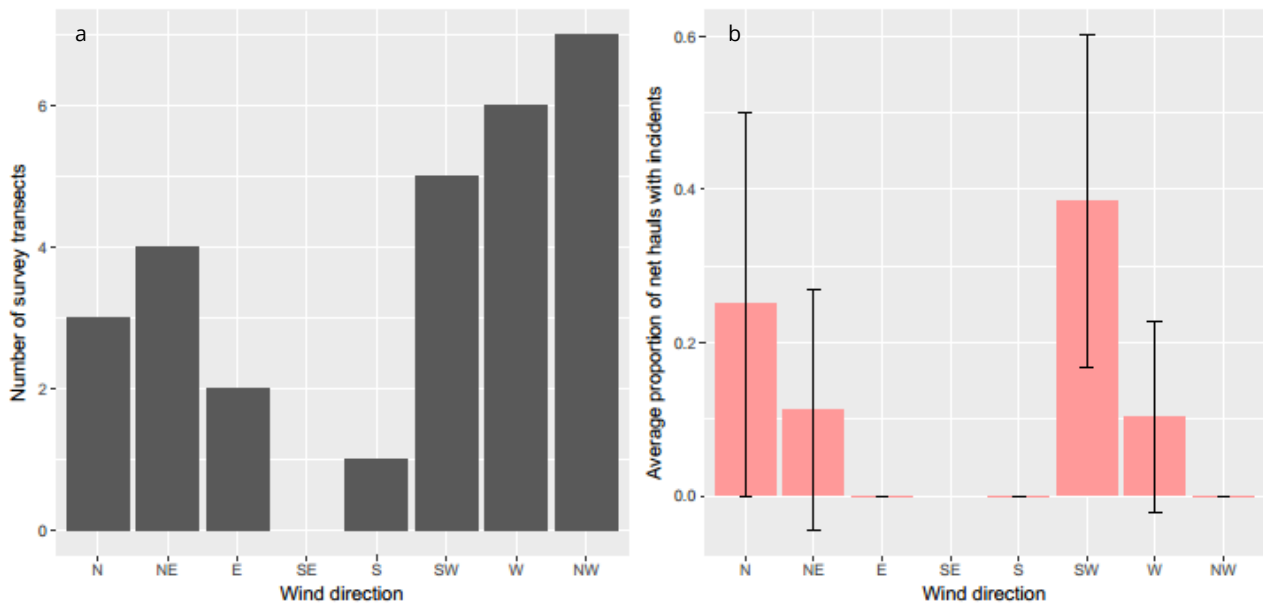 a
Number of survey transects
6
4
2
0
N NE E SE S SW W NW
Wind direction
b
Average proportion of net hauls with incidents
0.6
0.4
0.2
0.0
N NE E SE S SW W NW
Wind direction